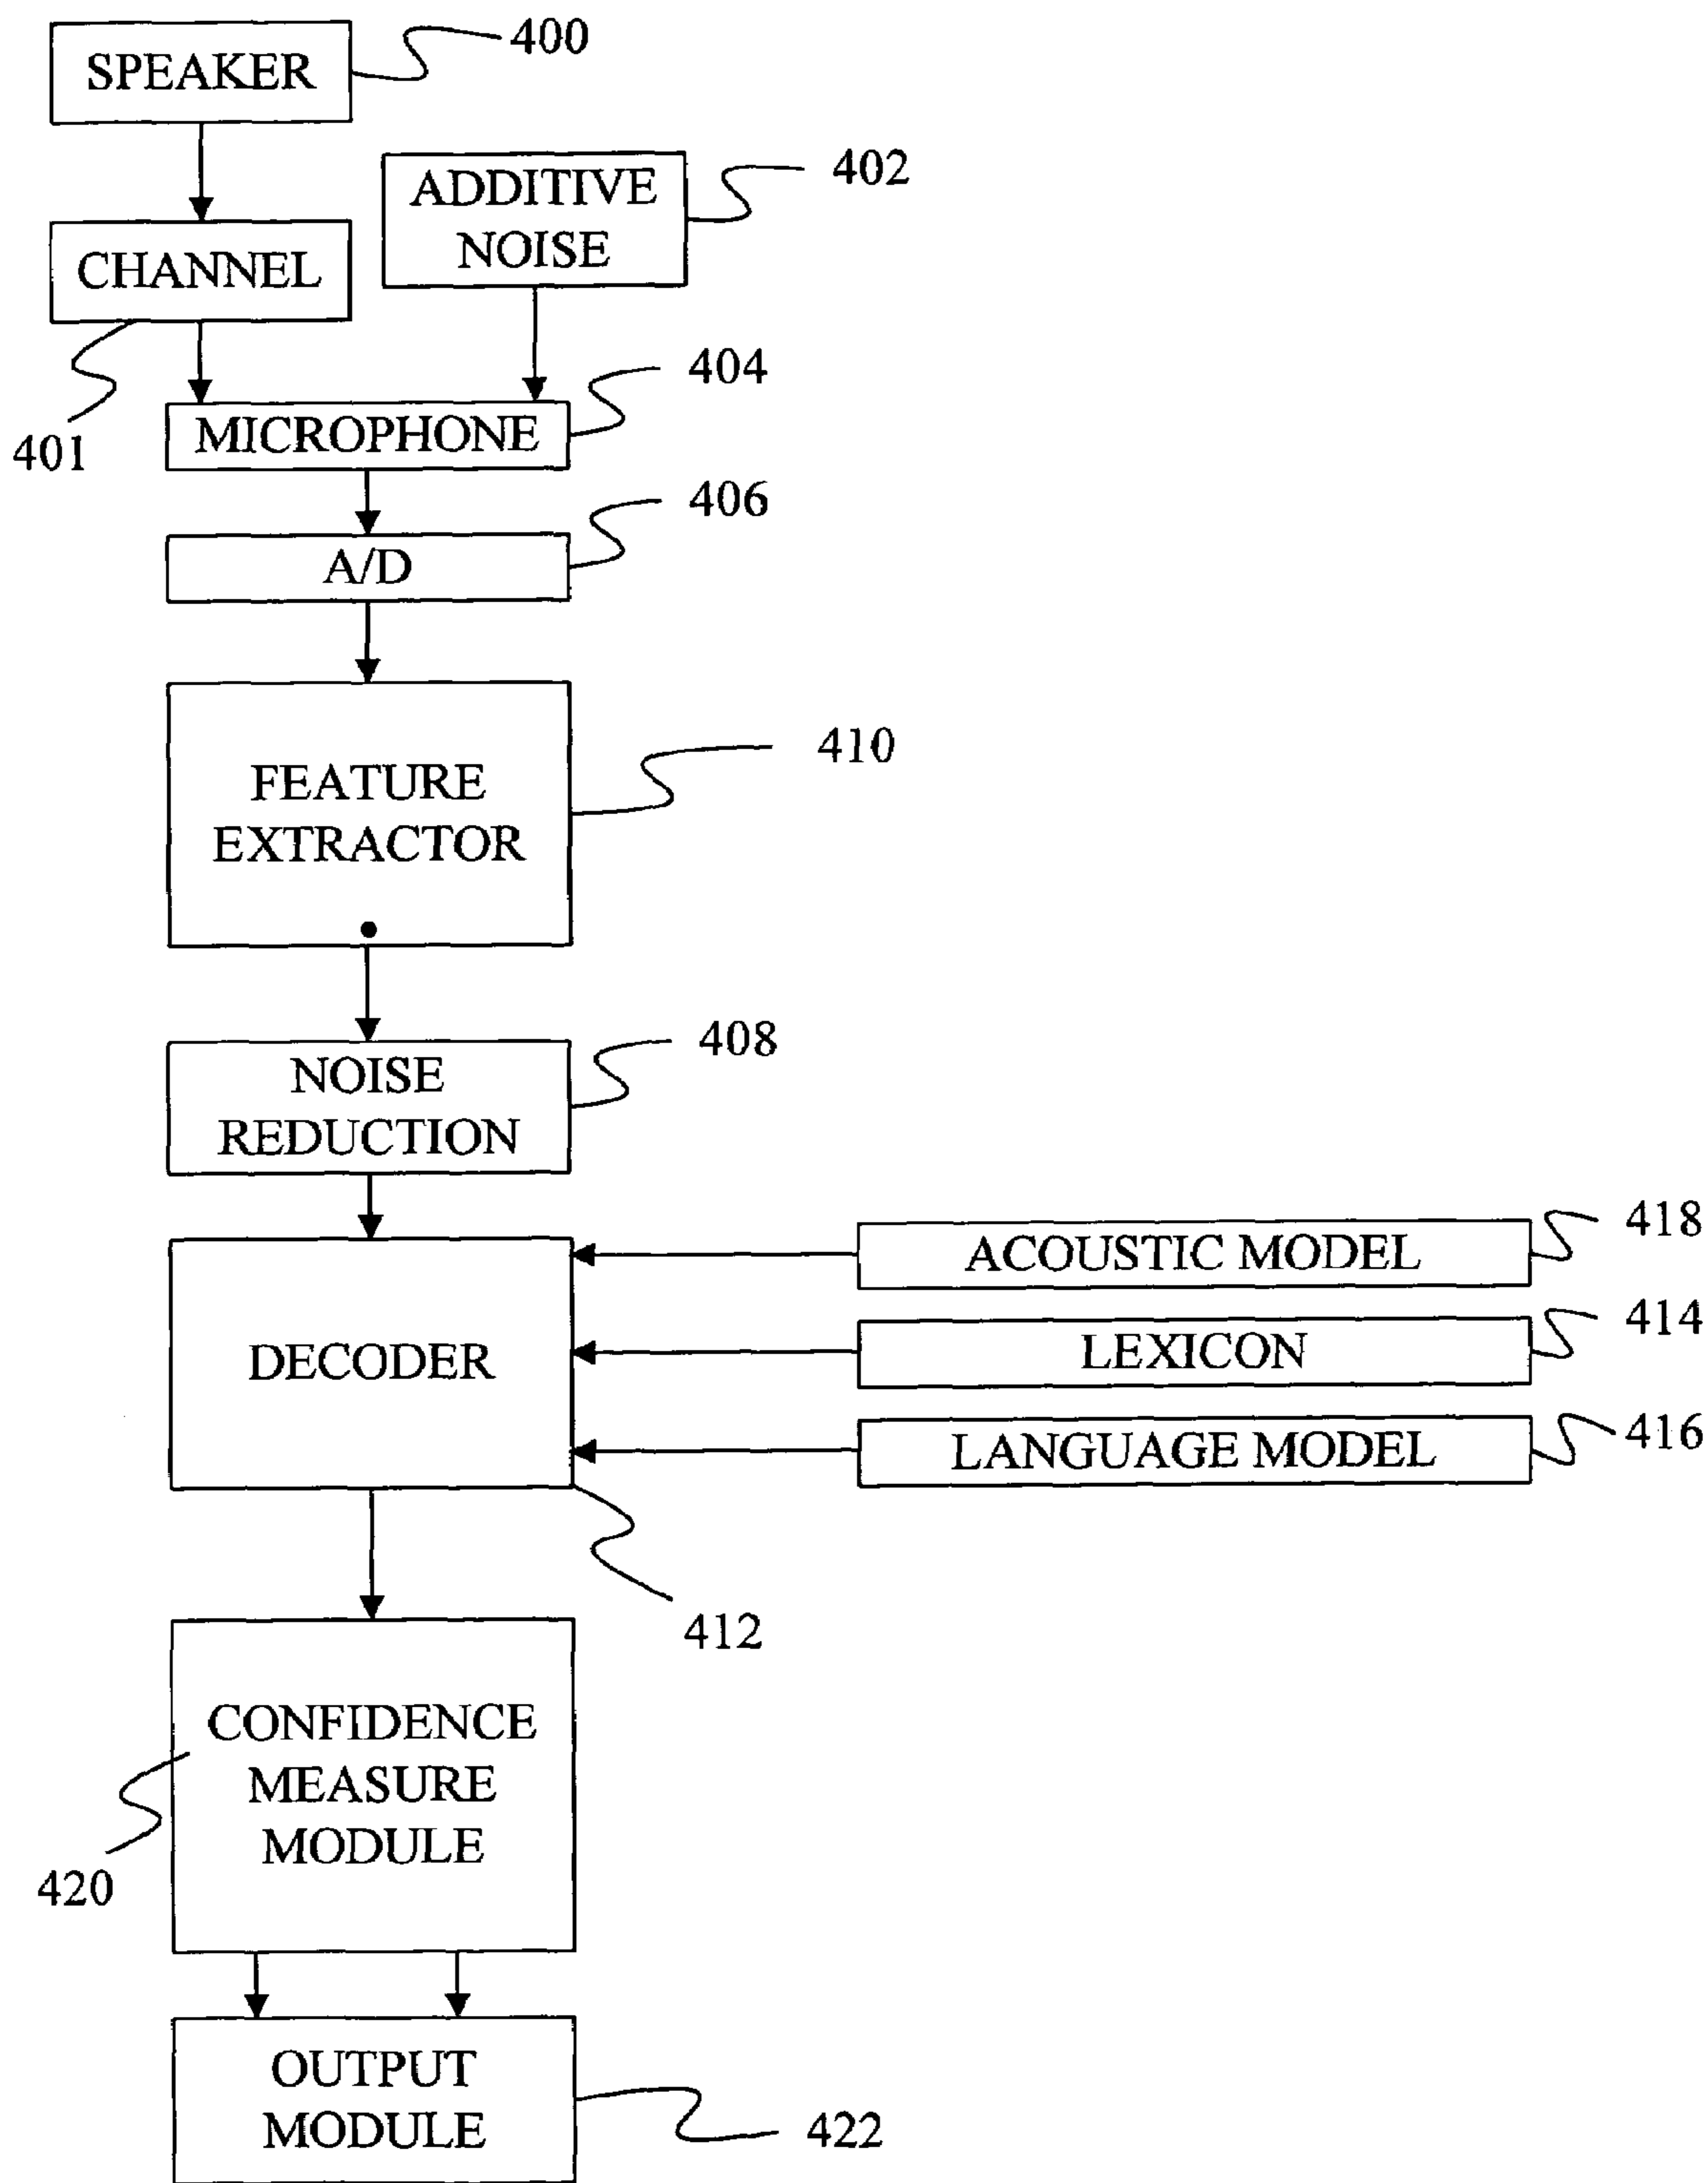 400
SPEAKER
402
ADDITIVE
NOISE
CHANNEL
401
404
MICROPHONE
406
A/D
410
FEATURE
EXTRACTOR
408
NOISE
REDUCTION
418
ACOUSTIC MODEL
414
LEXICON
DECODER
416
LANGUAGE MODEL
412
CONFIDENCE
MEASURE
MODULE
420
OUTPUT
MODULE
422